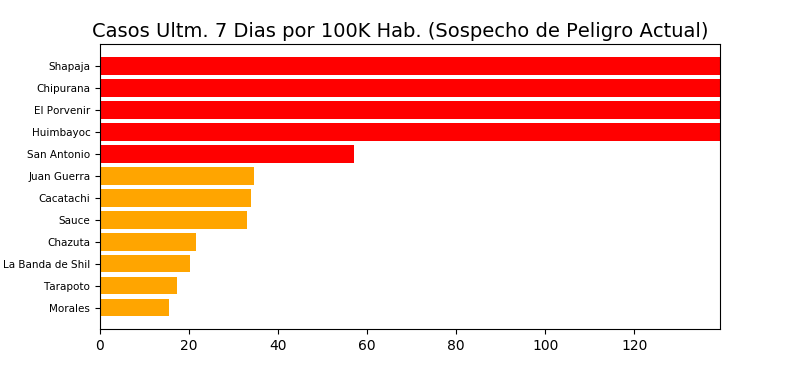 Casos Ultm. 7 Dias por 100K Hab. (Sospecho de Peligro Actual)
Shapaja
Chipurana
El Porvenir
Huimbayoc
San Antonio
Juan Guerra
Cacatachi
Sauce
Chazuta
La Banda de Shil
Tarapoto
Morales
0 20 40 60 80 100 120